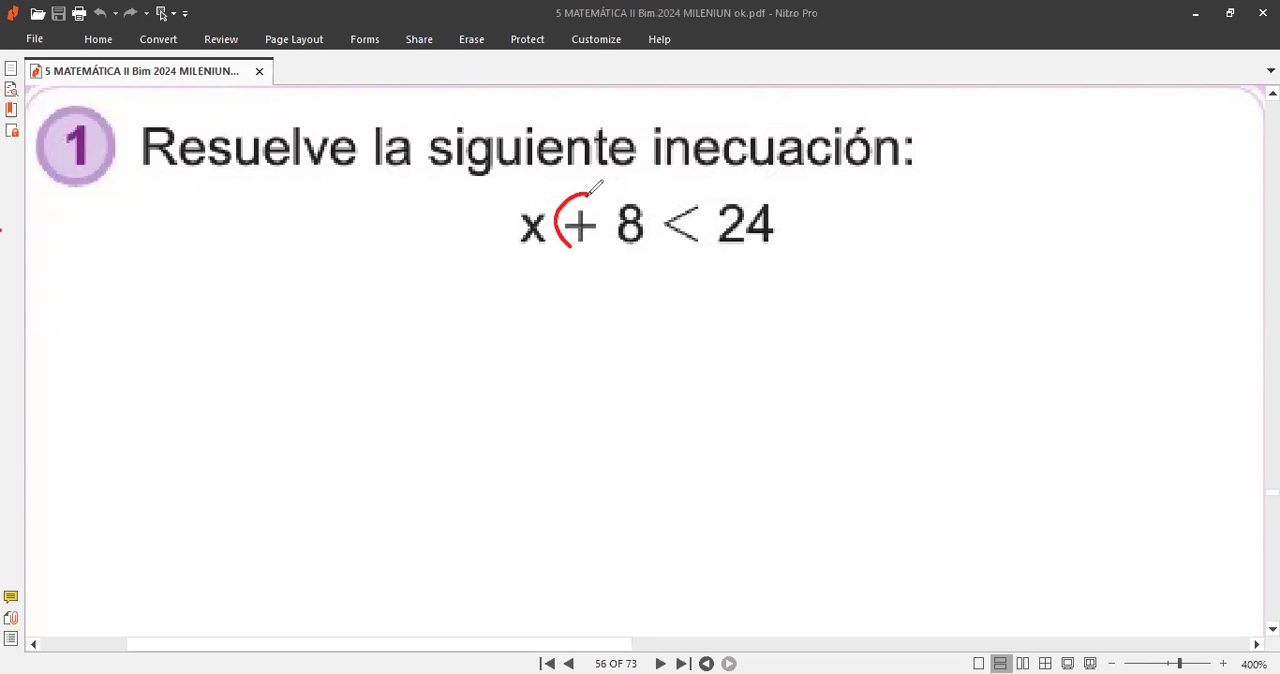 5 MATEMÁTICA II Bim.2024 MILENIUN ok.pdf - Nitro Pro
File Home Convert Review Page Layout Forms Share Erase Protect Customize Help
5 MATEMÁTICA II Bim 2024 MILENIUN...
1 Resuelve la siguiente inecuación:
x + 8 < 24
56 OF 73
400%